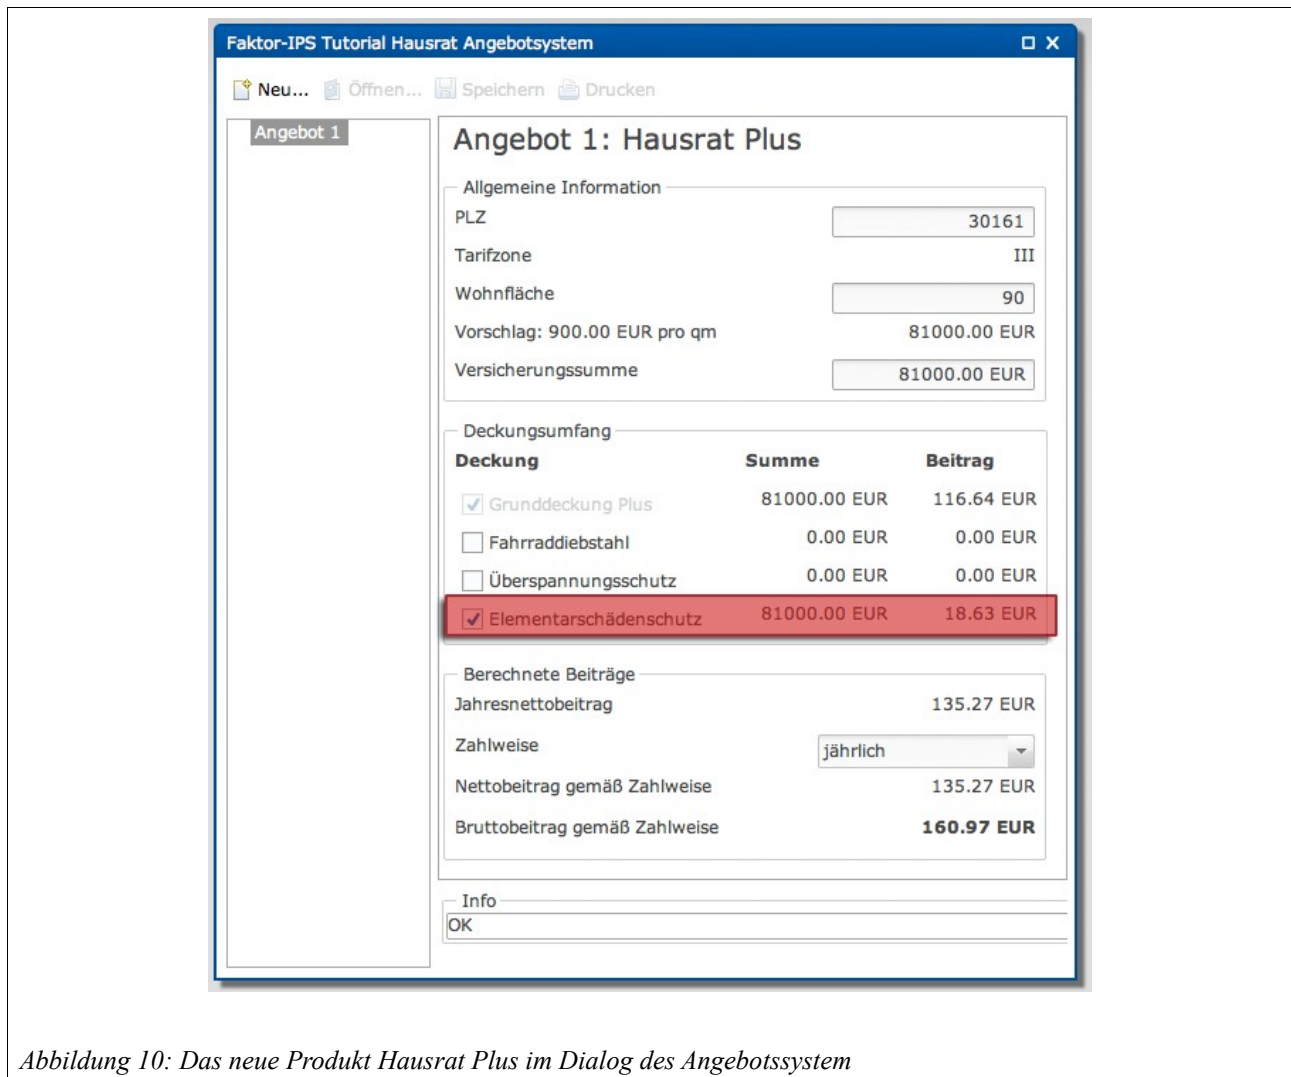 Faktor-IPS Tutorial Hausrat Angebotsystem
Neu... Öffnen... Speichern Drucken
Angebot 1
Angebot 1: Hausrat Plus
Allgemeine Information
PLZ 30161
Tarifzone III
Wohnfläche 90
Vorschlag: 900.00 EUR pro qm 81000.00 EUR
Versicherungssumme 81000.00 EUR
Deckungsumfang
Deckung Summe Beitrag
Grunddeckung Plus 81000.00 EUR 116.64 EUR
Fahrraddiebstahl 0.00 EUR 0.00 EUR
Überspannungsschutz 0.00 EUR 0.00 EUR
Elementarschädenschutz 81000.00 EUR 18.63 EUR
Berechnete Beiträge
Jahresnettobeitrag 135.27 EUR
Zahlweise jährlich
Nettobeitrag gemäß Zahlweise 135.27 EUR
Bruttobeitrag gemäß Zahlweise 160.97 EUR
Info
OK
Abbildung 10: Das neue Produkt Hausrat Plus im Dialog des Angebotssystem